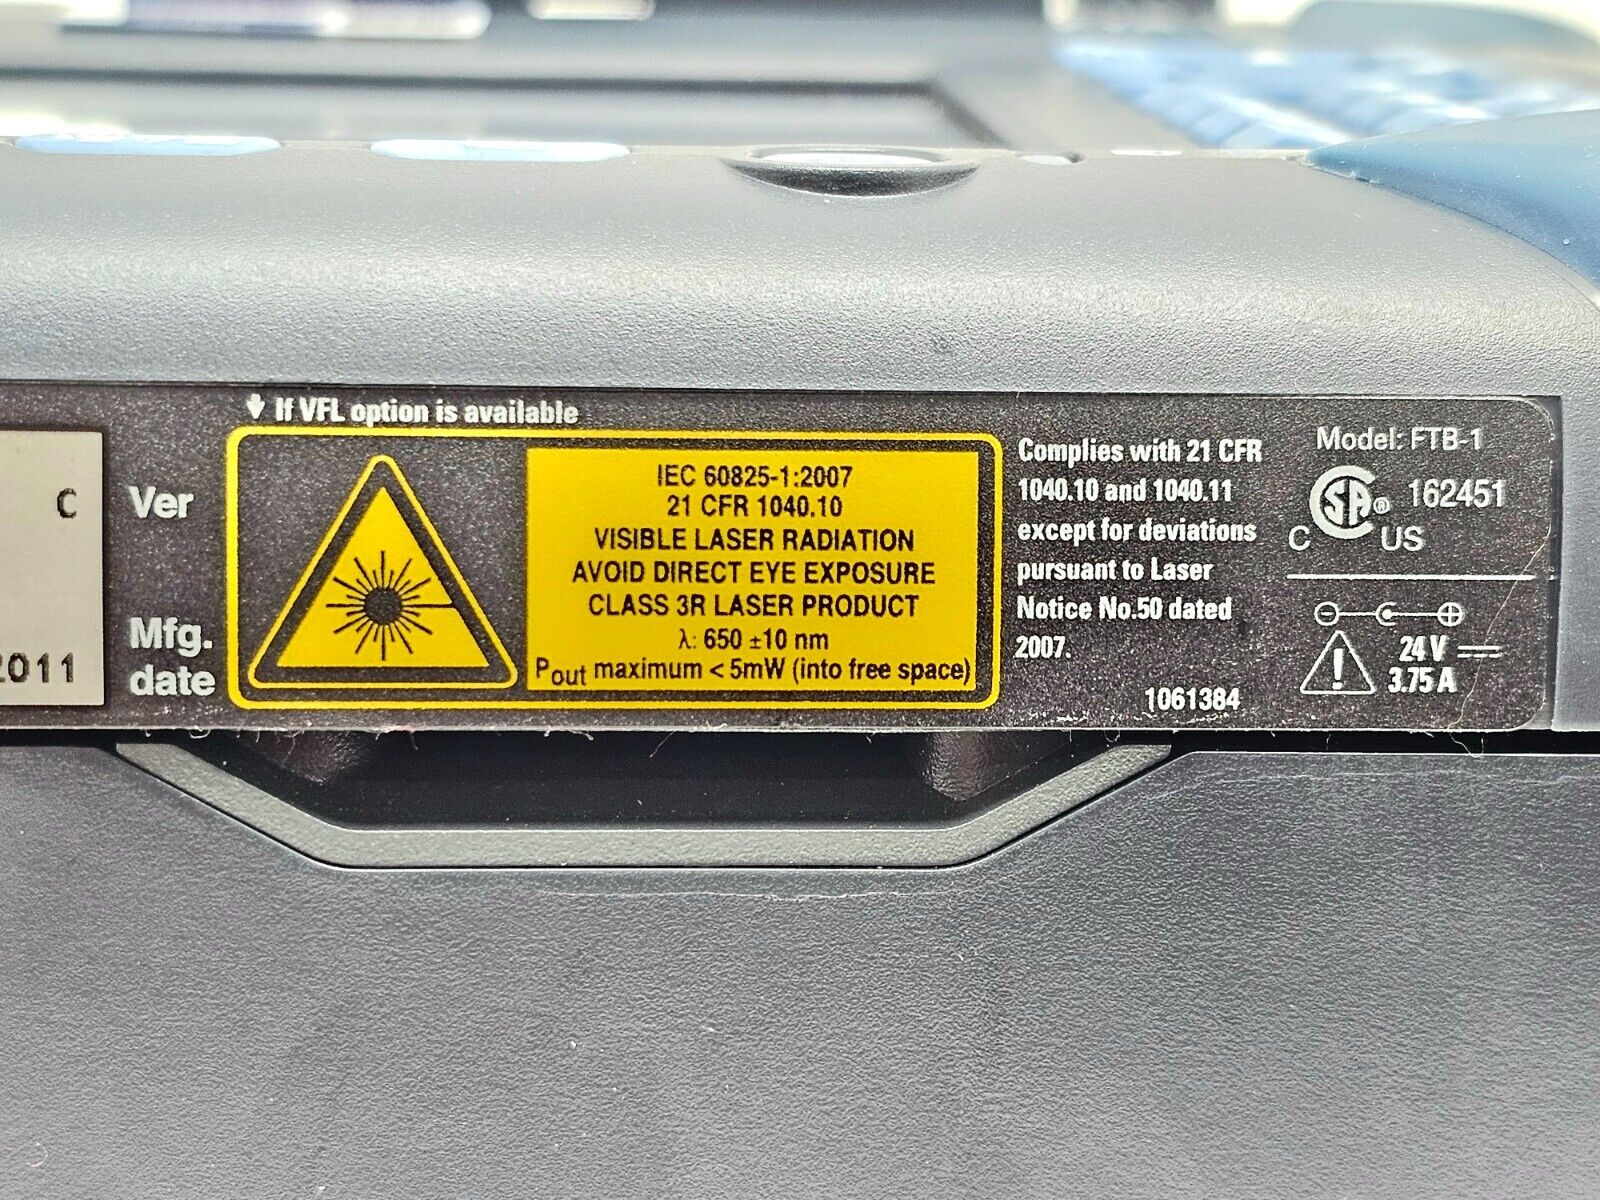 If VFL option is available
C Ver
2011 Mfg.
date
IEC 60825-1:2007
21 CFR 1040.10
VISIBLE LASER RADIATION
AVOID DIRECT EYE EXPOSURE
CLASS 3R LASER PRODUCT
λ: 650 ±10 nm
Pout maximum < 5mW (into free space)
Complies with 21 CFR
1040.10 and 1040.11
except for deviations
pursuant to Laser
Notice No.50 dated
2007.
1061384
Model: FTB-1
C SA® US 162451
24 V
3.75 A